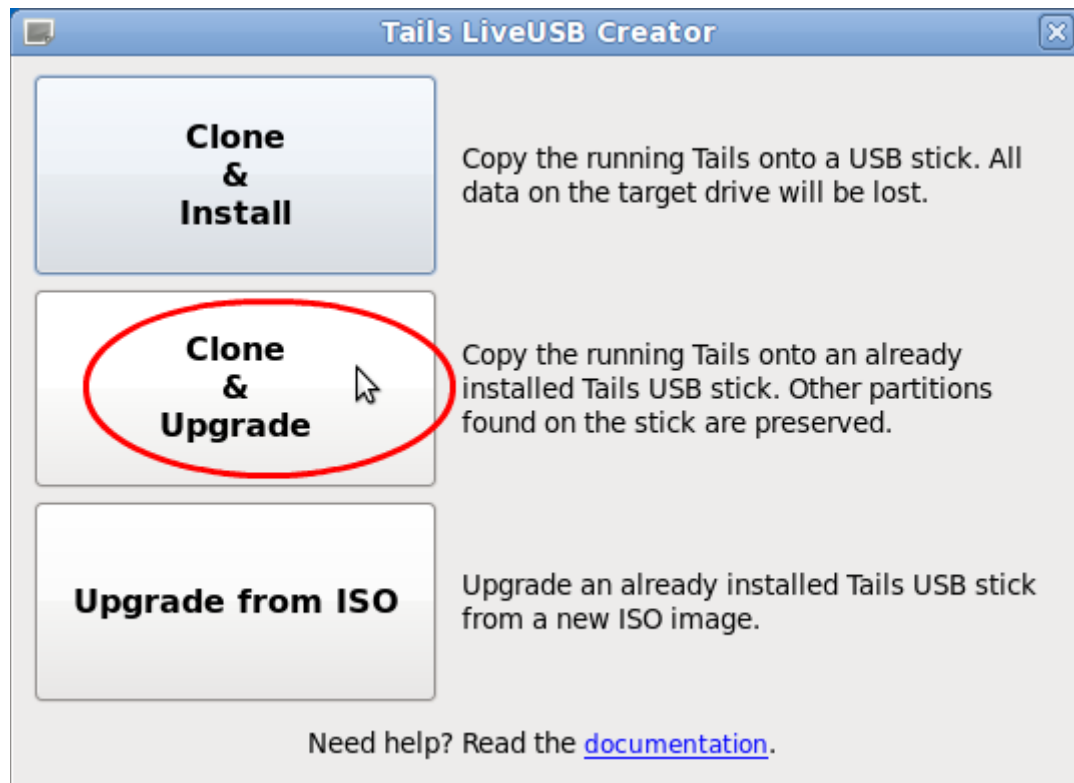 Tails LiveUSB Creator
Clone
&
Install
Copy the running Tails onto a USB stick. All
data on the target drive will be lost.
Clone
&
Upgrade
Copy the running Tails onto an already
installed Tails USB stick. Other partitions
found on the stick are preserved.
Upgrade from ISO
Upgrade an already installed Tails USB stick
from a new ISO image.
Need help? Read the documentation.